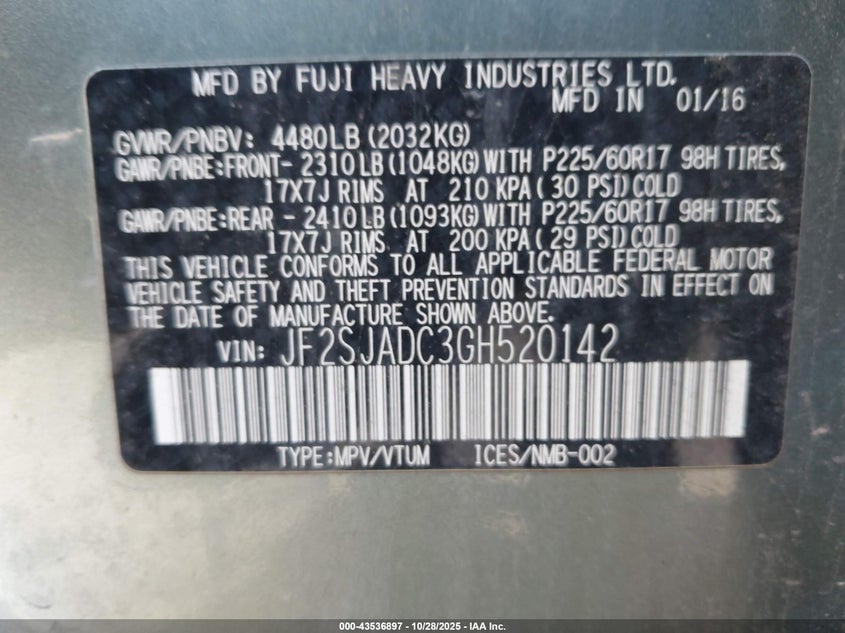 MFD BY FUJI HEAVY INDUSTRIES LTD.
MFD IN 01/16
GVWR/PNBV: 4480LB (2032KG)
GAWR/PNBE:FRONT- 2310LB (1048KG) WITH P225/60R17 98H TIRES,
17X7J RIMS AT 210 KPA ( 30 PSI) COLD
GAWR/PNBE:REAR - 2410LB (1093KG) WITH P225/60R17 98H TIRES,
17X7J RIMS AT 200 KPA ( 29 PSI) COLD
THIS VEHICLE CONFORMS TO ALL APPLICABLE FEDERAL MOTOR
VEHICLE SAFETY AND THEFT PREVENTION STANDARDS IN EFFECT ON
THE DATE OF MANUFACTURE SHOWN ABOVE.
VIN: JF2SJADC3GH520142
TYPE:MPV/VTUM ICES/NMB-002
000-43536897 - 10/28/2025 - IAA Inc.